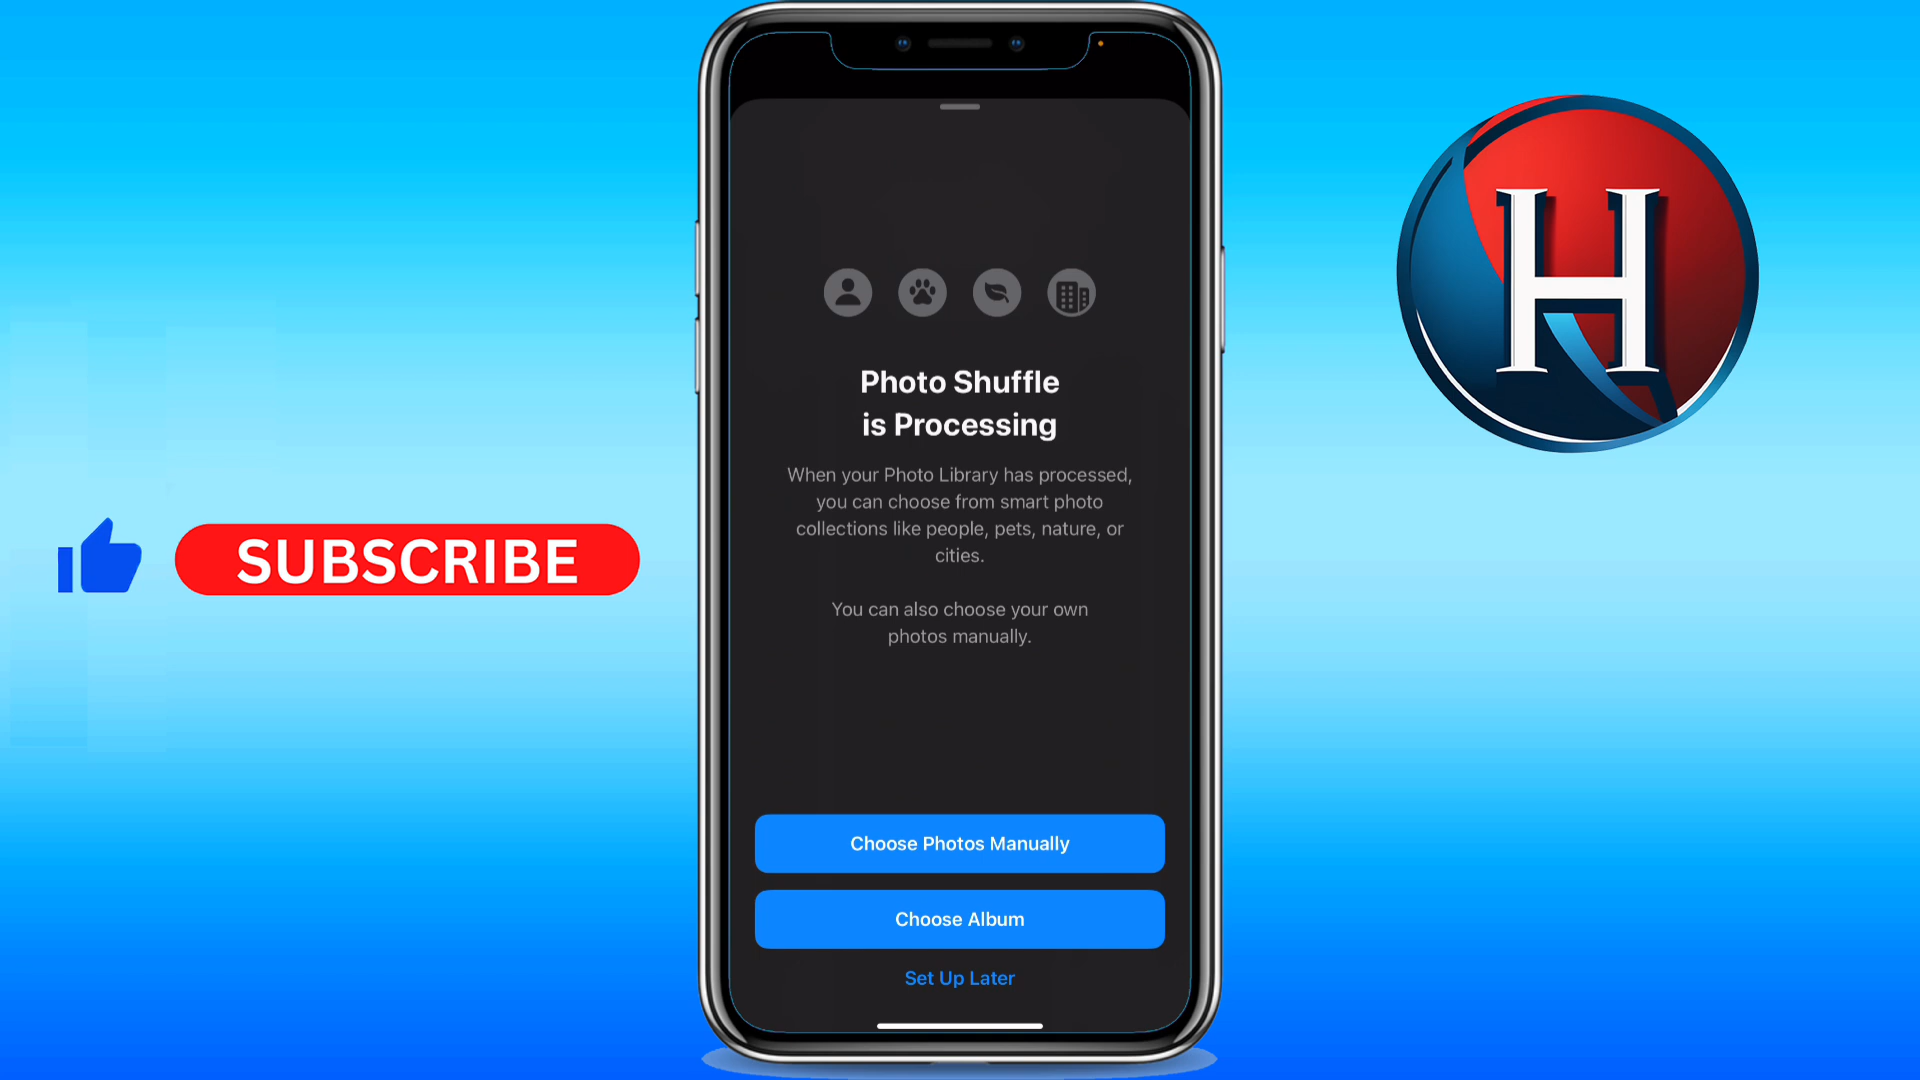 Photo Shuffle
is Processing
When your Photo Library has processed,
you can choose from smart photo
collections like people, pets, nature, or
cities.
You can also choose your own
photos manually.
Choose Photos Manually
Choose Album
Set Up Later
SUBSCRIBE
H